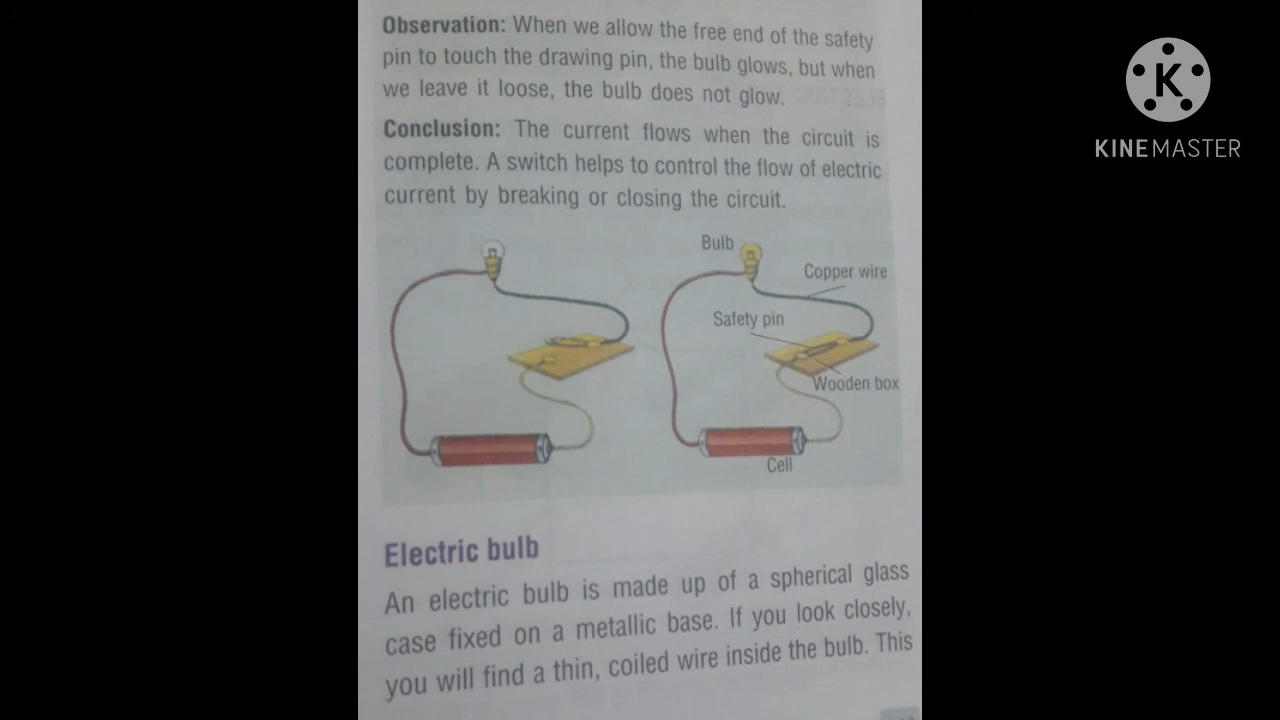 Observation: When we allow the free end of the safety
pin to touch the drawing pin, the bulb glows, but when
we leave it loose, the bulb does not glow.
Conclusion: The current flows when the circuit is
complete. A switch helps to control the flow of electric
current by breaking or closing the circuit.
Bulb
Copper wire
Safety pin
Wooden box
Cell
Electric bulb
An electric bulb is made up of a spherical glass
case fixed on a metallic base. If you look closely,
you will find a thin, coiled wire inside the bulb. This
K
KINEMASTER